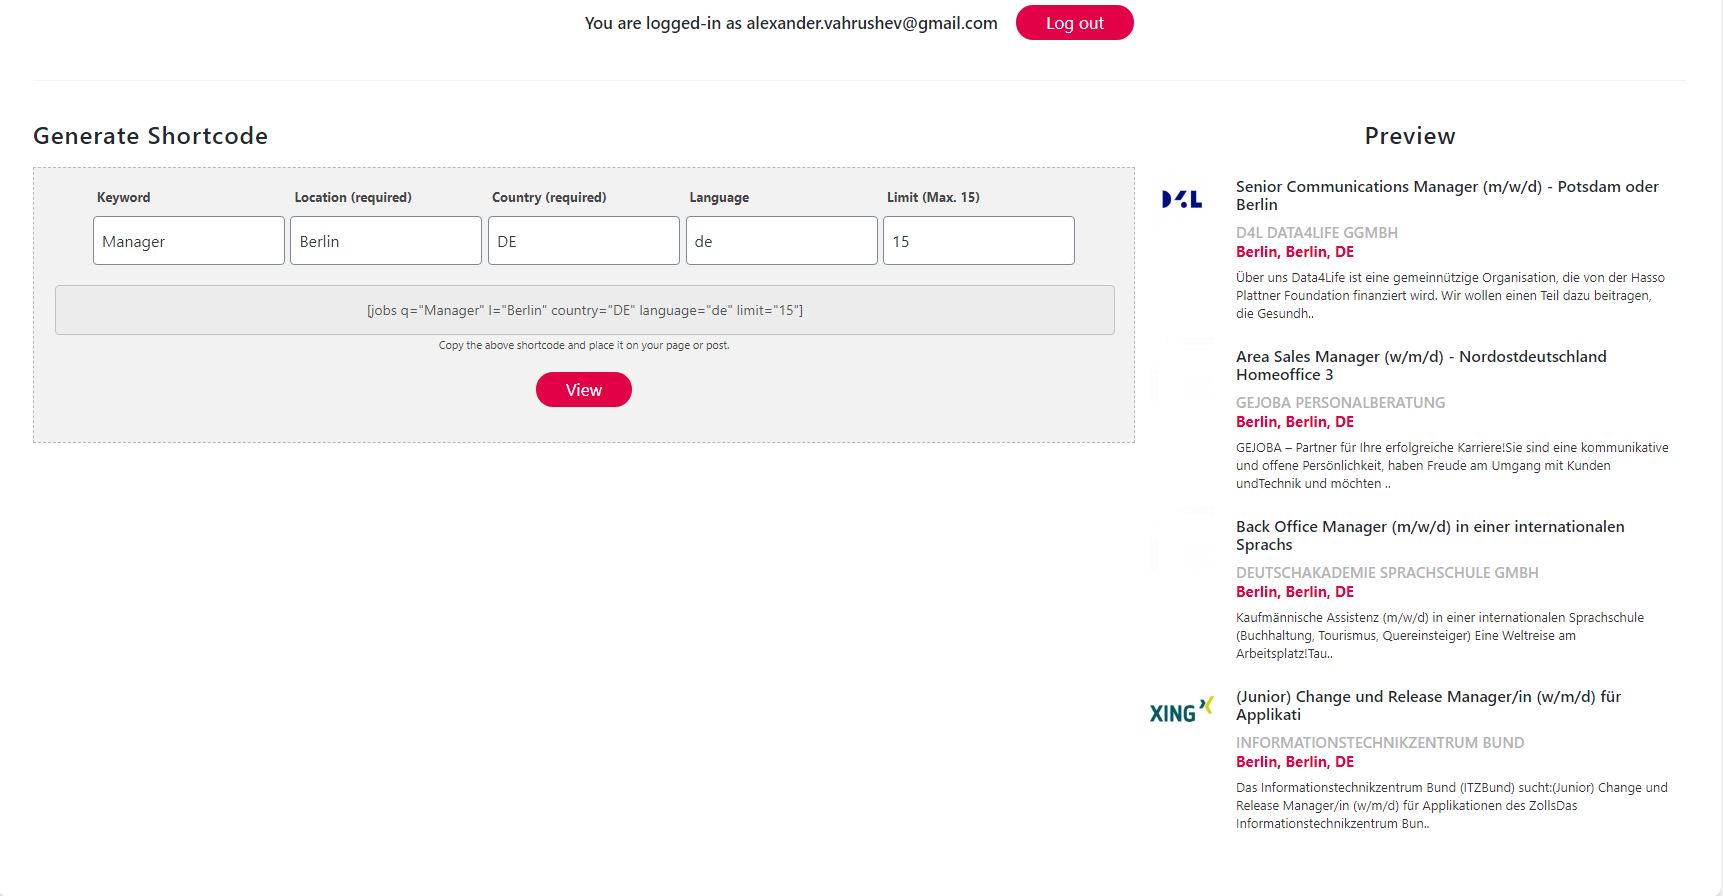 You are logged-in as alexander.vahrushev@gmail.com
Log out
Generate Shortcode
Keyword
Location (required)
Country (required)
Language
Limit (Max. 15)
Manager
Berlin
DE
de
15
[jobs q="Manager" l="Berlin" country="DE" language="de" limit="15"]
Copy the above shortcode and place it on your page or post.
View
Preview
D4L
Senior Communications Manager (m/w/d) - Potsdam oder
Berlin
D4L DATA4LIFE GGMBH
Berlin, Berlin, DE
Über uns Data4Life ist eine gemeinnützige Organisation, die von der Hasso
Plattner Foundation finanziert wird. Wir wollen einen Teil dazu beitragen,
die Gesundh..
Area Sales Manager (w/m/d) - Nordostdeutschland
Homeoffice 3
GEJOBA PERSONALBERATUNG
Berlin, Berlin, DE
GEJOBA – Partner für Ihre erfolgreiche Karriere!Sie sind eine kommunikative
und offene Persönlichkeit, haben Freude am Umgang mit Kunden
undTechnik und möchten ..
Back Office Manager (m/w/d) in einer internationalen
Sprachs
DEUTSCHAKADEMIE SPRACHSCHULE GMBH
Berlin, Berlin, DE
Kaufmännische Assistenz (m/w/d) in einer internationalen Sprachschule
(Buchhaltung, Tourismus, Quereinsteiger) Eine Weltreise am
Arbeitsplatz!Tau..
XING
(Junior) Change und Release Manager/in (w/m/d) für
Applikati
INFORMATIONSTECHNIKZENTRUM BUND
Berlin, Berlin, DE
Das Informationstechnikzentrum Bund (ITZBund) sucht:(Junior) Change und
Release Manager/in (w/m/d) für Applikationen des ZollsDas
Informationstechnikzentrum Bun..